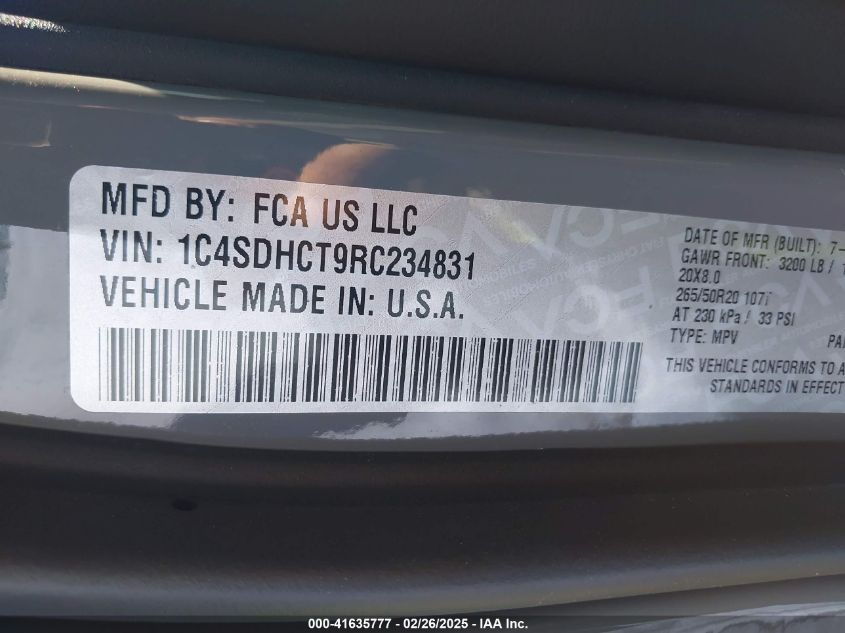 MFD BY: FCA US LLC
VIN: 1C4SDHCT9RC234831
VEHICLE MADE IN: U.S.A.
DATE OF MFR (BUILT): 7-
GAWR FRONT: 3200 LB /
20X8.0
265/50R20 107
AT 230 kPa / 33 PSI
TYPE: MPV
THIS VEHICLE CONFORMS TO
STANDARDS IN EFFECT
000-41635777 - 02/26/2025 - IAA Inc.